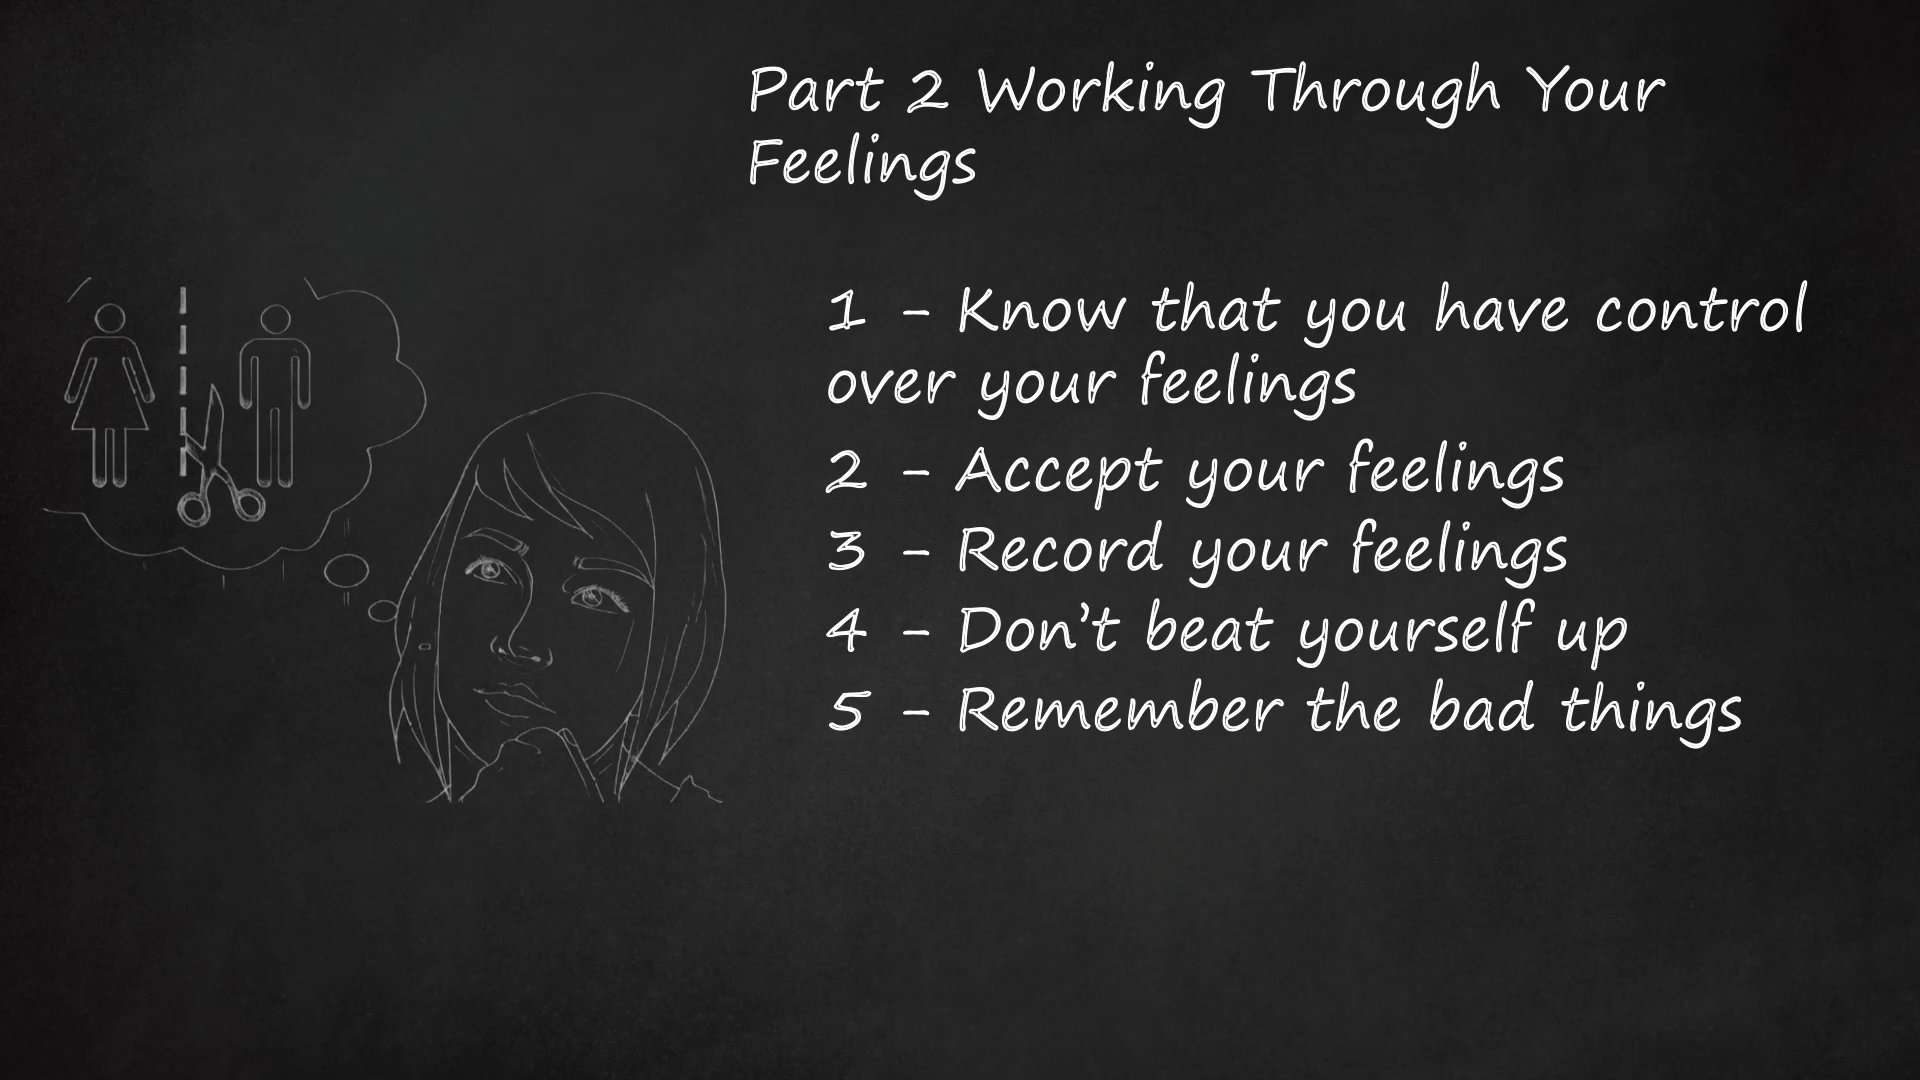 Part 2 Working Through Your
Feelings
1 - Know that you have control
over your feelings
2 - Accept your feelings
3 - Record your feelings
4 - Don’t beat yourself up
5 - Remember the bad things